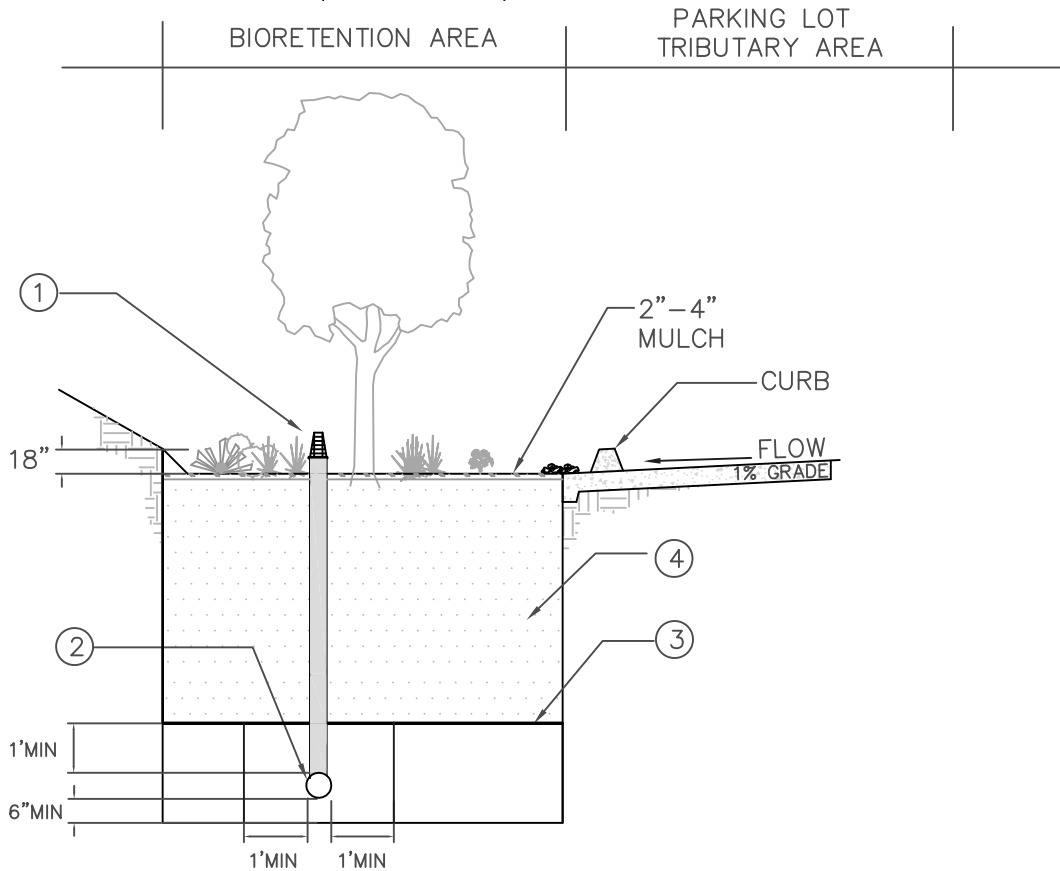 BIORETENTION AREA
PARKING LOT
TRIBUTARY AREA
1
2"-4"
MULCH
CURB
18"
FLOW
1% GRADE
4
3
2
1'MIN
6"MIN
1'MIN
1'MIN